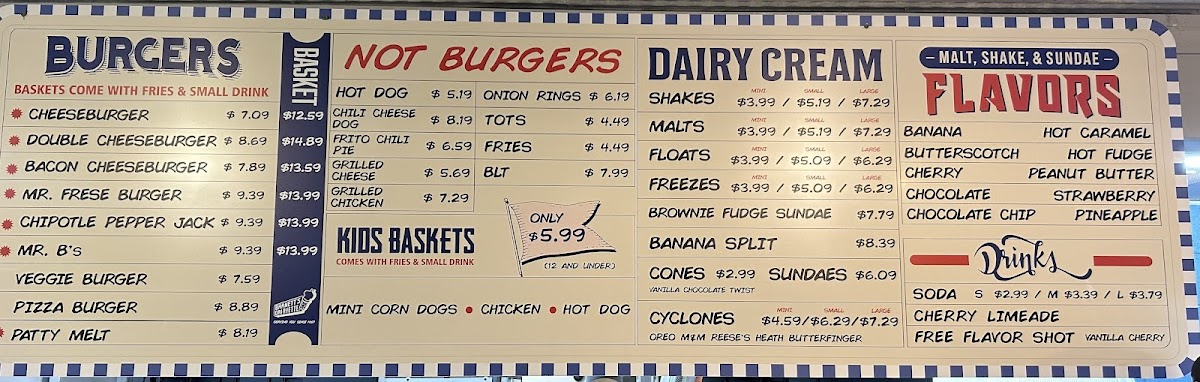 BURGERS
BASKETS COME WITH FRIES & SMALL DRINK
BASKET
CHEESEBURGER $ 7.09 $12.59
DOUBLE CHEESEBURGER $ 8.69 $14.89
BACON CHEESEBURGER $ 7.89 $13.59
MR. FRESE BURGER $ 9.39 $13.99
CHIPOTLE PEPPER JACK $ 9.39 $13.99
MR. B'S $ 9.39 $13.99
VEGGIE BURGER $ 7.59
PIZZA BURGER $ 8.89
PATTY MELT $ 8.19
NOT BURGERS
HOT DOG $ 5.19
CHILI CHEESE
DOG $ 8.19
FRITO CHILI
PIE $ 6.59
GRILLED
CHEESE $ 5.69
GRILLED
CHICKEN $ 7.29
ONION RINGS $ 6.19
TOTS $ 4.49
FRIES $ 4.49
BLT $ 7.99
KIDS BASKETS
COMES WITH FRIES & SMALL DRINK
ONLY
$5.99
(12 AND UNDER)
MINI CORN DOGS • CHICKEN • HOT DOG
DAIRY CREAM
MINI SMALL LARGE
SHAKES $3.99 / $5.19 / $7.29
MINI SMALL LARGE
MALTS $3.99 / $5.19 / $7.29
MINI SMALL LARGE
FLOATS $3.99 / $5.09 / $6.29
MINI SMALL LARGE
FREEZES $3.99 / $5.09 / $6.29
BROWNIE FUDGE SUNDAE $7.79
BANANA SPLIT $8.39
CONES $2.99 SUNDAES $6.09
VANILLA CHOCOLATE TWIST
MINI SMALL LARGE
CYCLONES $4.59/$6.29/$7.29
OREO M&M REESE'S HEATH BUTTERFINGER
– MALT, SHAKE, & SUNDAE –
FLAVORS
BANANA HOT CARAMEL
BUTTERSCOTCH HOT FUDGE
CHERRY PEANUT BUTTER
CHOCOLATE STRAWBERRY
CHOCOLATE CHIP PINEAPPLE
Drinks
SODA S $2.99 / M $3.39 / L $3.79
CHERRY LIMEADE
FREE FLAVOR SHOT VANILLA CHERRY